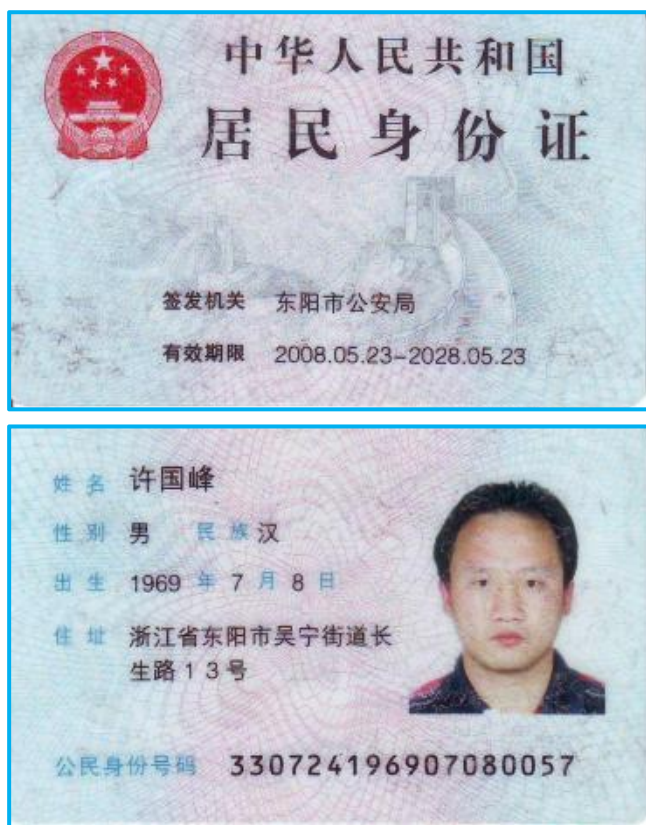 中华人民共和国
居民身份证
签发机关 东阳市公安局
有效期限 2008.05.23-2028.05.23
姓名 许国峰
性别 男 民族 汉
出生 1969 年 7 月 8 日
住址 浙江省东阳市吴宁街道长
生路13号
公民身份号码 330724196907080057